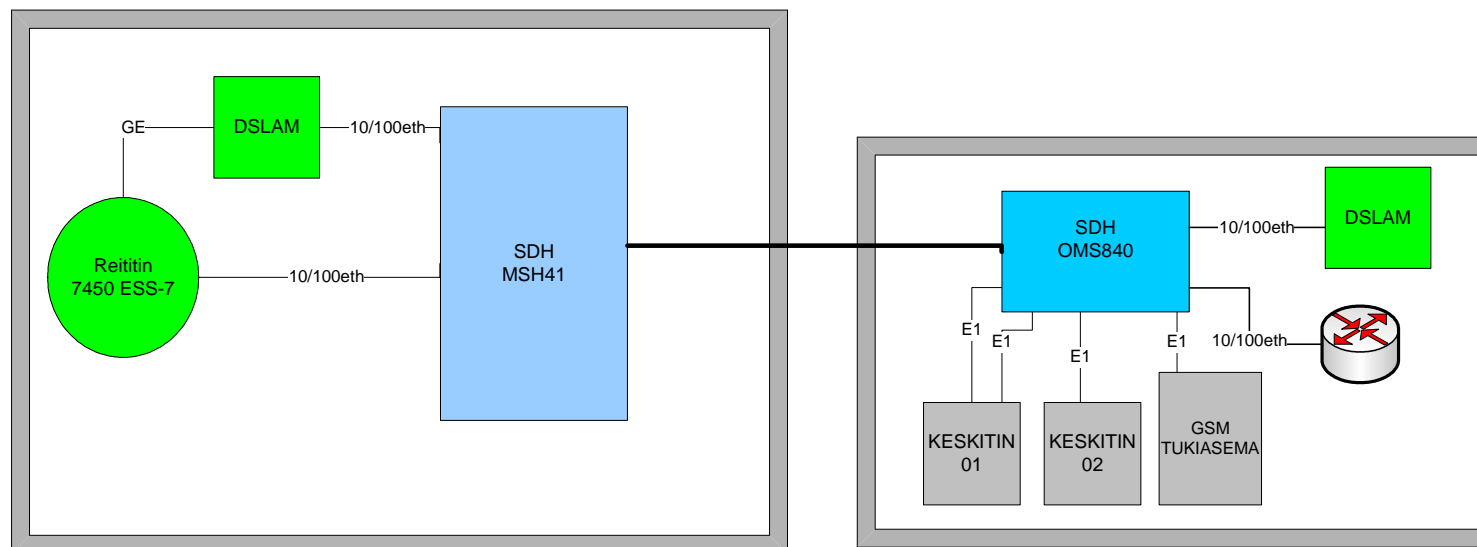 GE
DSLAM
10/100eth
Reititin
7450 ESS-7
10/100eth
SDH
MSH41
SDH
OMS840
10/100eth
DSLAM
10/100eth
E1
E1
E1
E1
KESKITIN
01
KESKITIN
02
GSM
TUKIASEMA